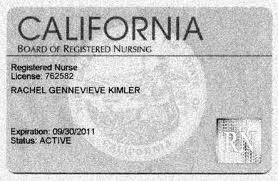 CALIFORNIA
BOARD OF REGISTERED NURSING
Registered Nurse
License: 762582
RACHEL GENNEVIEVE KIMLER
Expiration: 09/30/2011
Status: ACTIVE
RN
CALIFORNIA